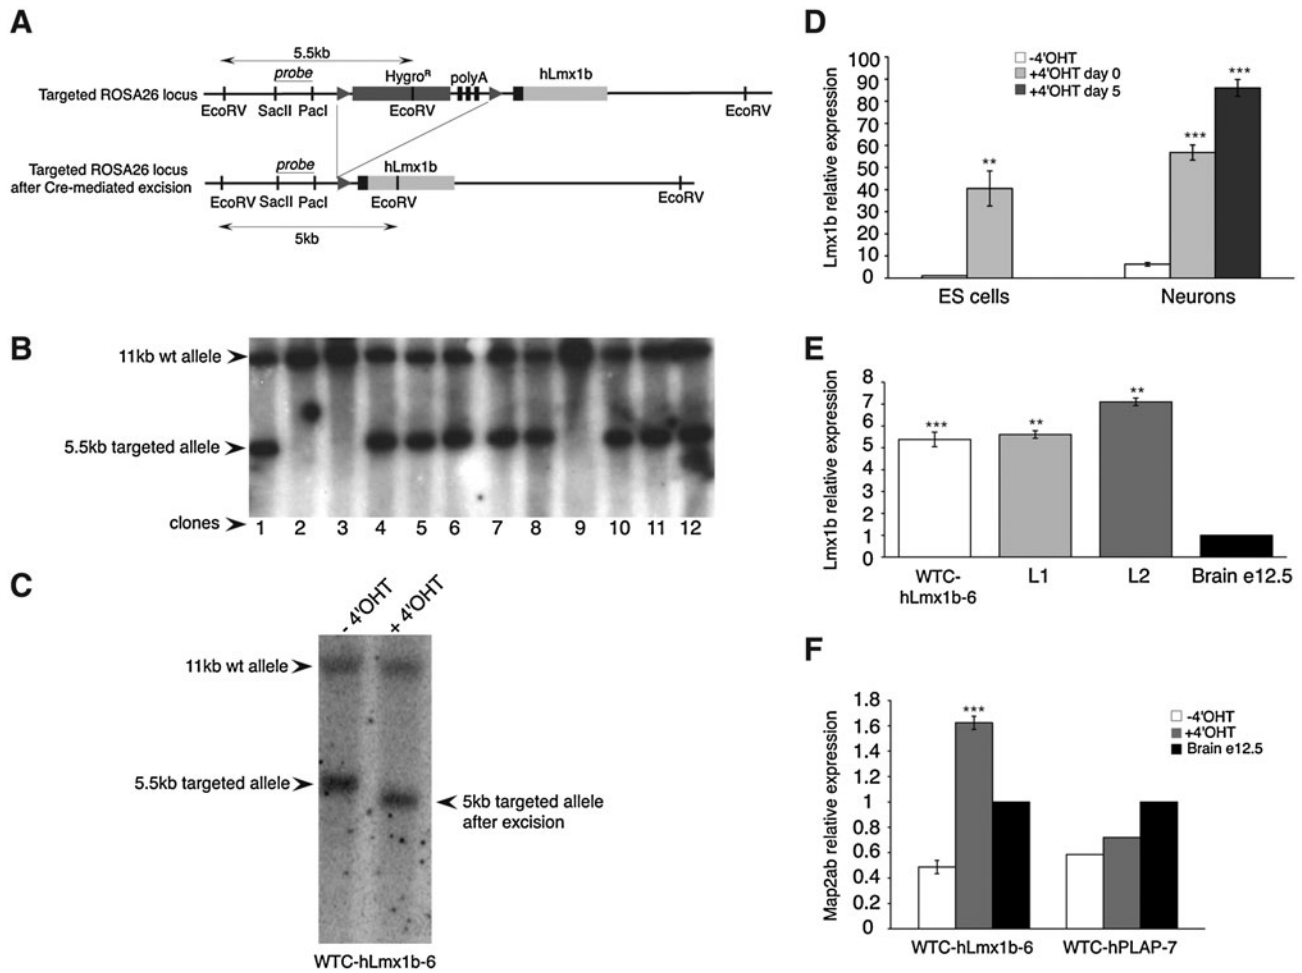 A
5.5kb
probe
Hygroᴿ
polyA
hLmx1b
Targeted ROSA26 locus
EcoRV
SacII
PacI
EcoRV
EcoRV
Targeted ROSA26 locus
after Cre-mediated excision
probe
hLmx1b
EcoRV
SacII
PacI
EcoRV
EcoRV
5kb
B
11kb wt allele
5.5kb targeted allele
clones
1 2 3 4 5 6 7 8 9 10 11 12
C
- 4'OHT
+ 4'OHT
11kb wt allele
5.5kb targeted allele
5kb targeted allele
after excision
WTC-hLmx1b-6
D
Lmx1b relative expression
100
90
80
70
60
50
40
30
20
10
0
-4'OHT
+4'OHT day 0
+4'OHT day 5
**
***
***
ES cells
Neurons
E
Lmx1b relative expression
8
7
6
5
4
3
2
1
0
***
**
**
WTC-
hLmx1b-6
L1
L2
Brain e12.5
F
Map2ab relative expression
1.8
1.6
1.4
1.2
1
0.8
0.6
0.4
0.2
0
***
-4'OHT
+4'OHT
Brain e12.5
WTC-hLmx1b-6
WTC-hPLAP-7